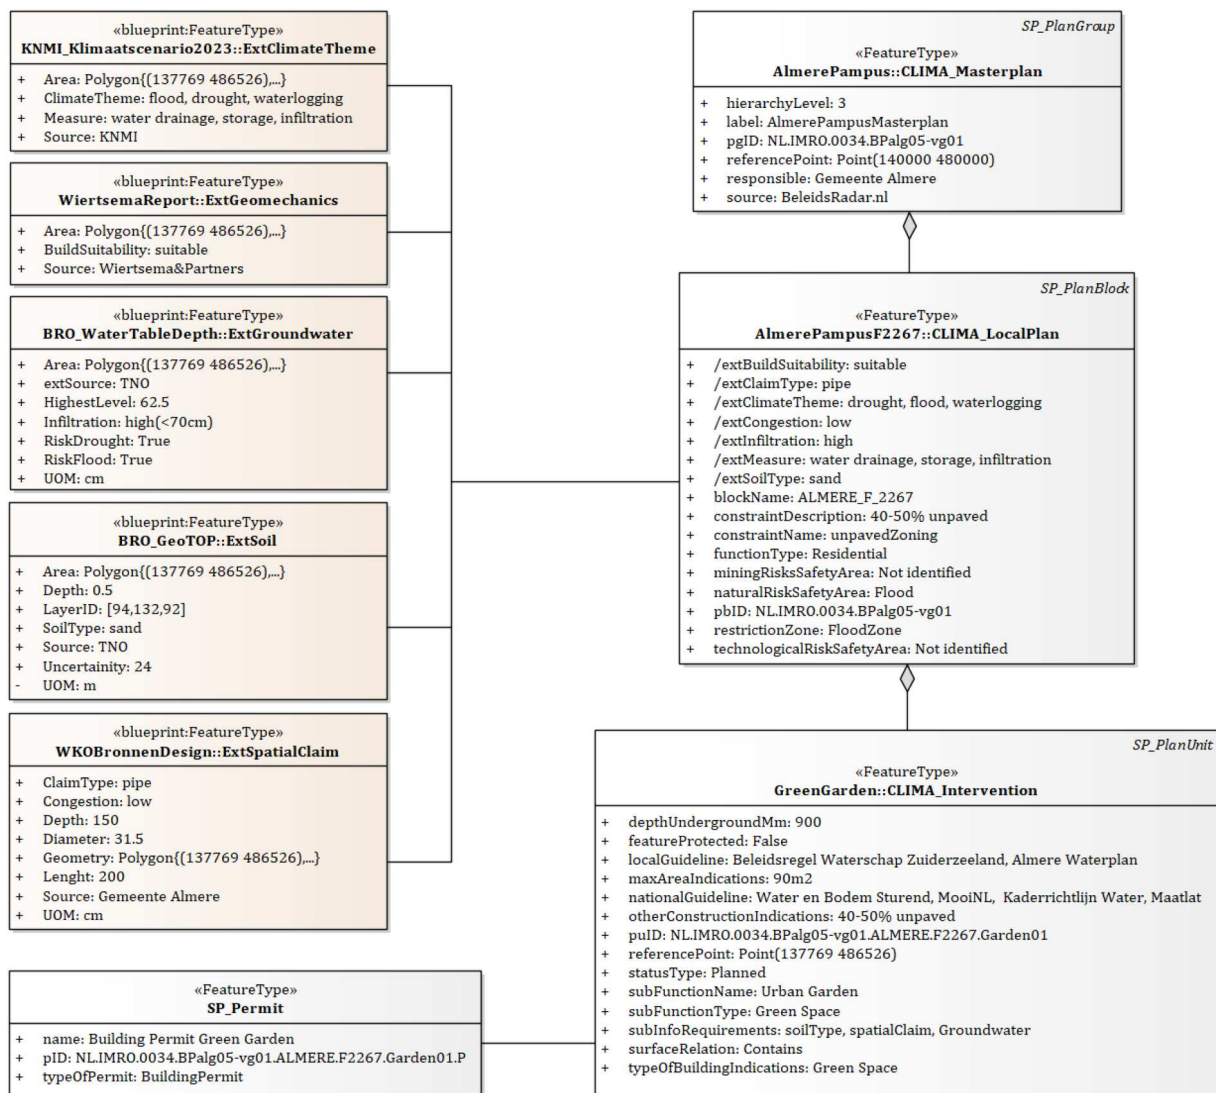 «blueprint:FeatureType»
KNMI_Klimaatscenario2023::ExtClimateTheme
+ Area: Polygon{(137769 486526),...}
+ ClimateTheme: flood, drought, waterlogging
+ Measure: water drainage, storage, infiltration
+ Source: KNMI
«blueprint:FeatureType»
WiertsemaReport::ExtGeomechanics
+ Area: Polygon{(137769 486526),...}
+ BuildSuitability: suitable
+ Source: Wiertsema&Partners
«blueprint:FeatureType»
BRO_WaterTableDepth::ExtGroundwater
+ Area: Polygon{(137769 486526),...}
+ extSource: TNO
+ HighestLevel: 62.5
+ Infiltration: high(<70cm)
+ RiskDrought: True
+ RiskFlood: True
+ UOM: cm
«blueprint:FeatureType»
BRO_GeoTOP::ExtSoil
+ Area: Polygon{(137769 486526),...}
+ Depth: 0.5
+ LayerID: [94,132,92]
+ SoilType: sand
+ Source: TNO
+ Uncertainity: 24
- UOM: m
«blueprint:FeatureType»
WKOBronnenDesign::ExtSpatialClaim
+ ClaimType: pipe
+ Congestion: low
+ Depth: 150
+ Diameter: 31.5
+ Geometry: Polygon{(137769 486526),...}
+ Lenght: 200
+ Source: Gemeente Almere
+ UOM: cm
«FeatureType»
SP_Permit
+ name: Building Permit Green Garden
+ pID: NL.IMRO.0034.BPalg05-vg01.ALMERE.F2267.Garden01.P
+ typeOfPermit: BuildingPermit
SP_PlanGroup
«FeatureType»
AlmerePampus::CLIMA_Masterplan
+ hierarchyLevel: 3
+ label: AlmerePampusMasterplan
+ pgID: NL.IMRO.0034.BPalg05-vg01
+ referencePoint: Point(140000 480000)
+ responsible: Gemeente Almere
+ source: BeleidsRadar.nl
SP_PlanBlock
«FeatureType»
AlmerePampusF2267::CLIMA_LocalPlan
+ /extBuildSuitability: suitable
+ /extClaimType: pipe
+ /extClimateTheme: drought, flood, waterlogging
+ /extCongestion: low
+ /extInfiltration: high
+ /extMeasure: water drainage, storage, infiltration
+ /extSoilType: sand
+ blockName: ALMERE_F_2267
+ constraintDescription: 40-50% unpaved
+ constraintName: unpavedZoning
+ functionType: Residential
+ miningRisksSafetyArea: Not identified
+ naturalRiskSafetyArea: Flood
+ pbID: NL.IMRO.0034.BPalg05-vg01
+ restrictionZone: FloodZone
+ technologicalRiskSafetyArea: Not identified
SP_PlanUnit
«FeatureType»
GreenGarden::CLIMA_Intervention
+ depthUndergroundMm: 900
+ featureProtected: False
+ localGuideline: Beleidsregel Waterschap Zuiderzeeland, Almere Waterplan
+ maxAreaIndications: 90m2
+ nationalGuideline: Water en Bodem Sturend, MooiNL, Kaderrichtlijn Water, Maatlat
+ otherConstructionIndications: 40-50% unpaved
+ puID: NL.IMRO.0034.BPalg05-vg01.ALMERE.F2267.Garden01
+ referencePoint: Point(137769 486526)
+ statusType: Planned
+ subFunctionName: Urban Garden
+ subFunctionType: Green Space
+ subInfoRequirements: soilType, spatialClaim, Groundwater
+ surfaceRelation: Contains
+ typeOfBuildingIndications: Green Space